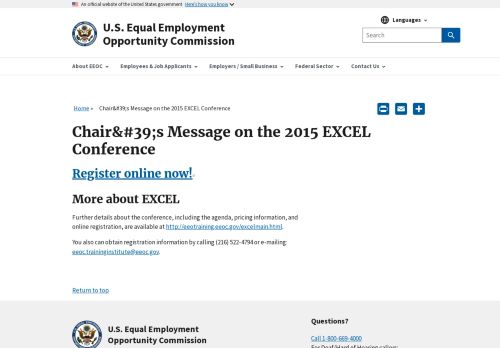 An official website of the United States government Here's how you know
U.S. Equal Employment
Opportunity Commission
Languages
Search
About EEOC
Employees & Job Applicants
Employers / Small Business
Federal Sector
Contact Us
Home » Chair&#39;s Message on the 2015 EXCEL Conference
Chair&#39;s Message on the 2015 EXCEL
Conference
Register online now!
More about EXCEL
Further details about the conference, including the agenda, pricing information, and
online registration, are available at http://eeotraining.eeoc.gov/excelmain.html.
You also can obtain registration information by calling (216) 522-4794 or e-mailing:
eeoc.traininginstitute@eeoc.gov.
Return to top
U.S. Equal Employment
Opportunity Commission
Questions?
Call 1-800-669-4000
For Deaf/Hard of Hearing callers: